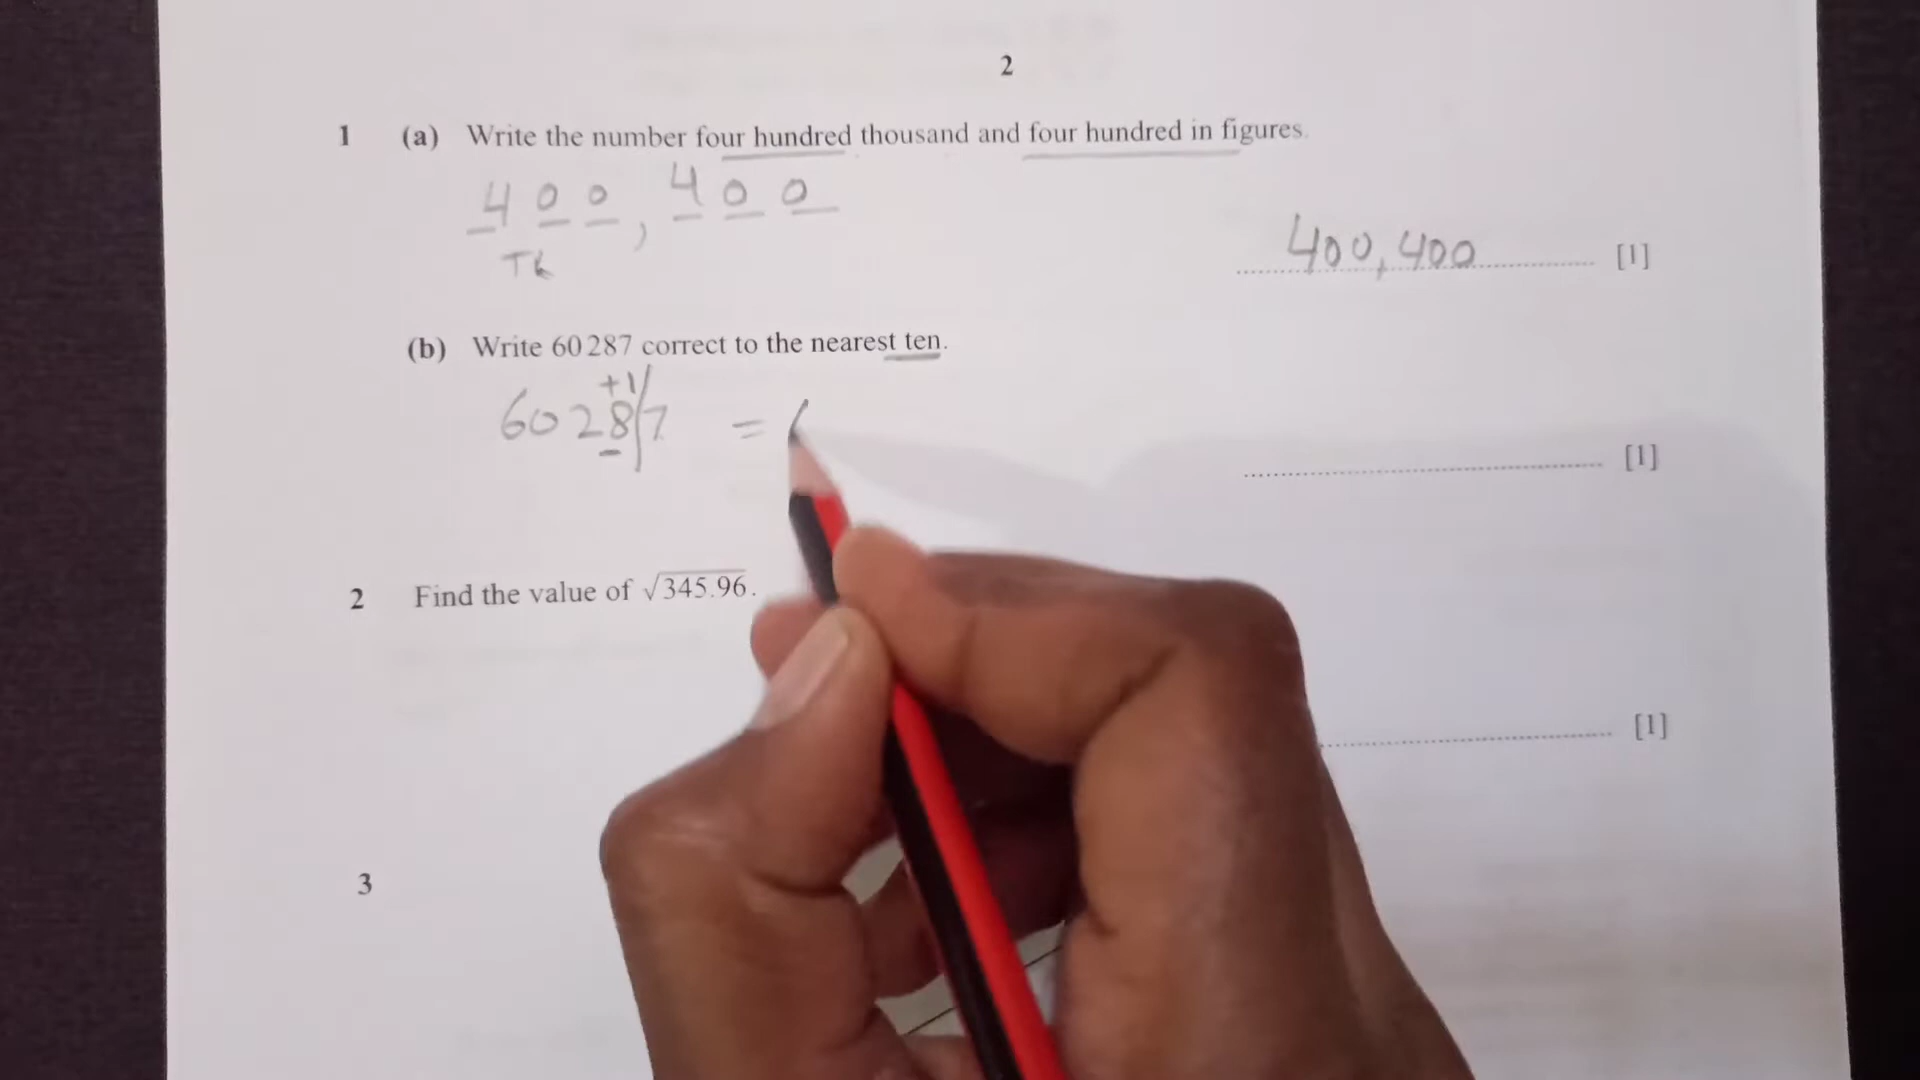 2
1 (a) Write the number four hundred thousand and four hundred in figures.
400,400
Th
400,400 [1]
(b) Write 60 287 correct to the nearest ten.
+1
60287 = 6
[1]
2 Find the value of √345.96.
[1]
3